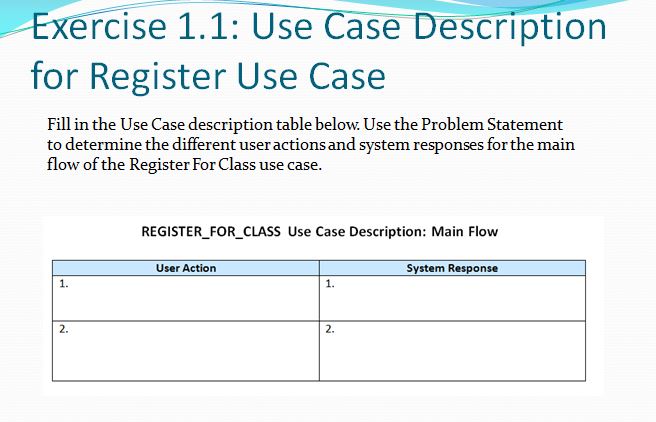 Exercise 1.1: Use Case Description
for Register Use Case
Fill in the Use Case description table below. Use the Problem Statement
to determine the different user actions and system responses for the main
flow of the Register For Class use case.
REGISTER_FOR_CLASS Use Case Description: Main Flow
User Action System Response
1. 1.
2. 2.